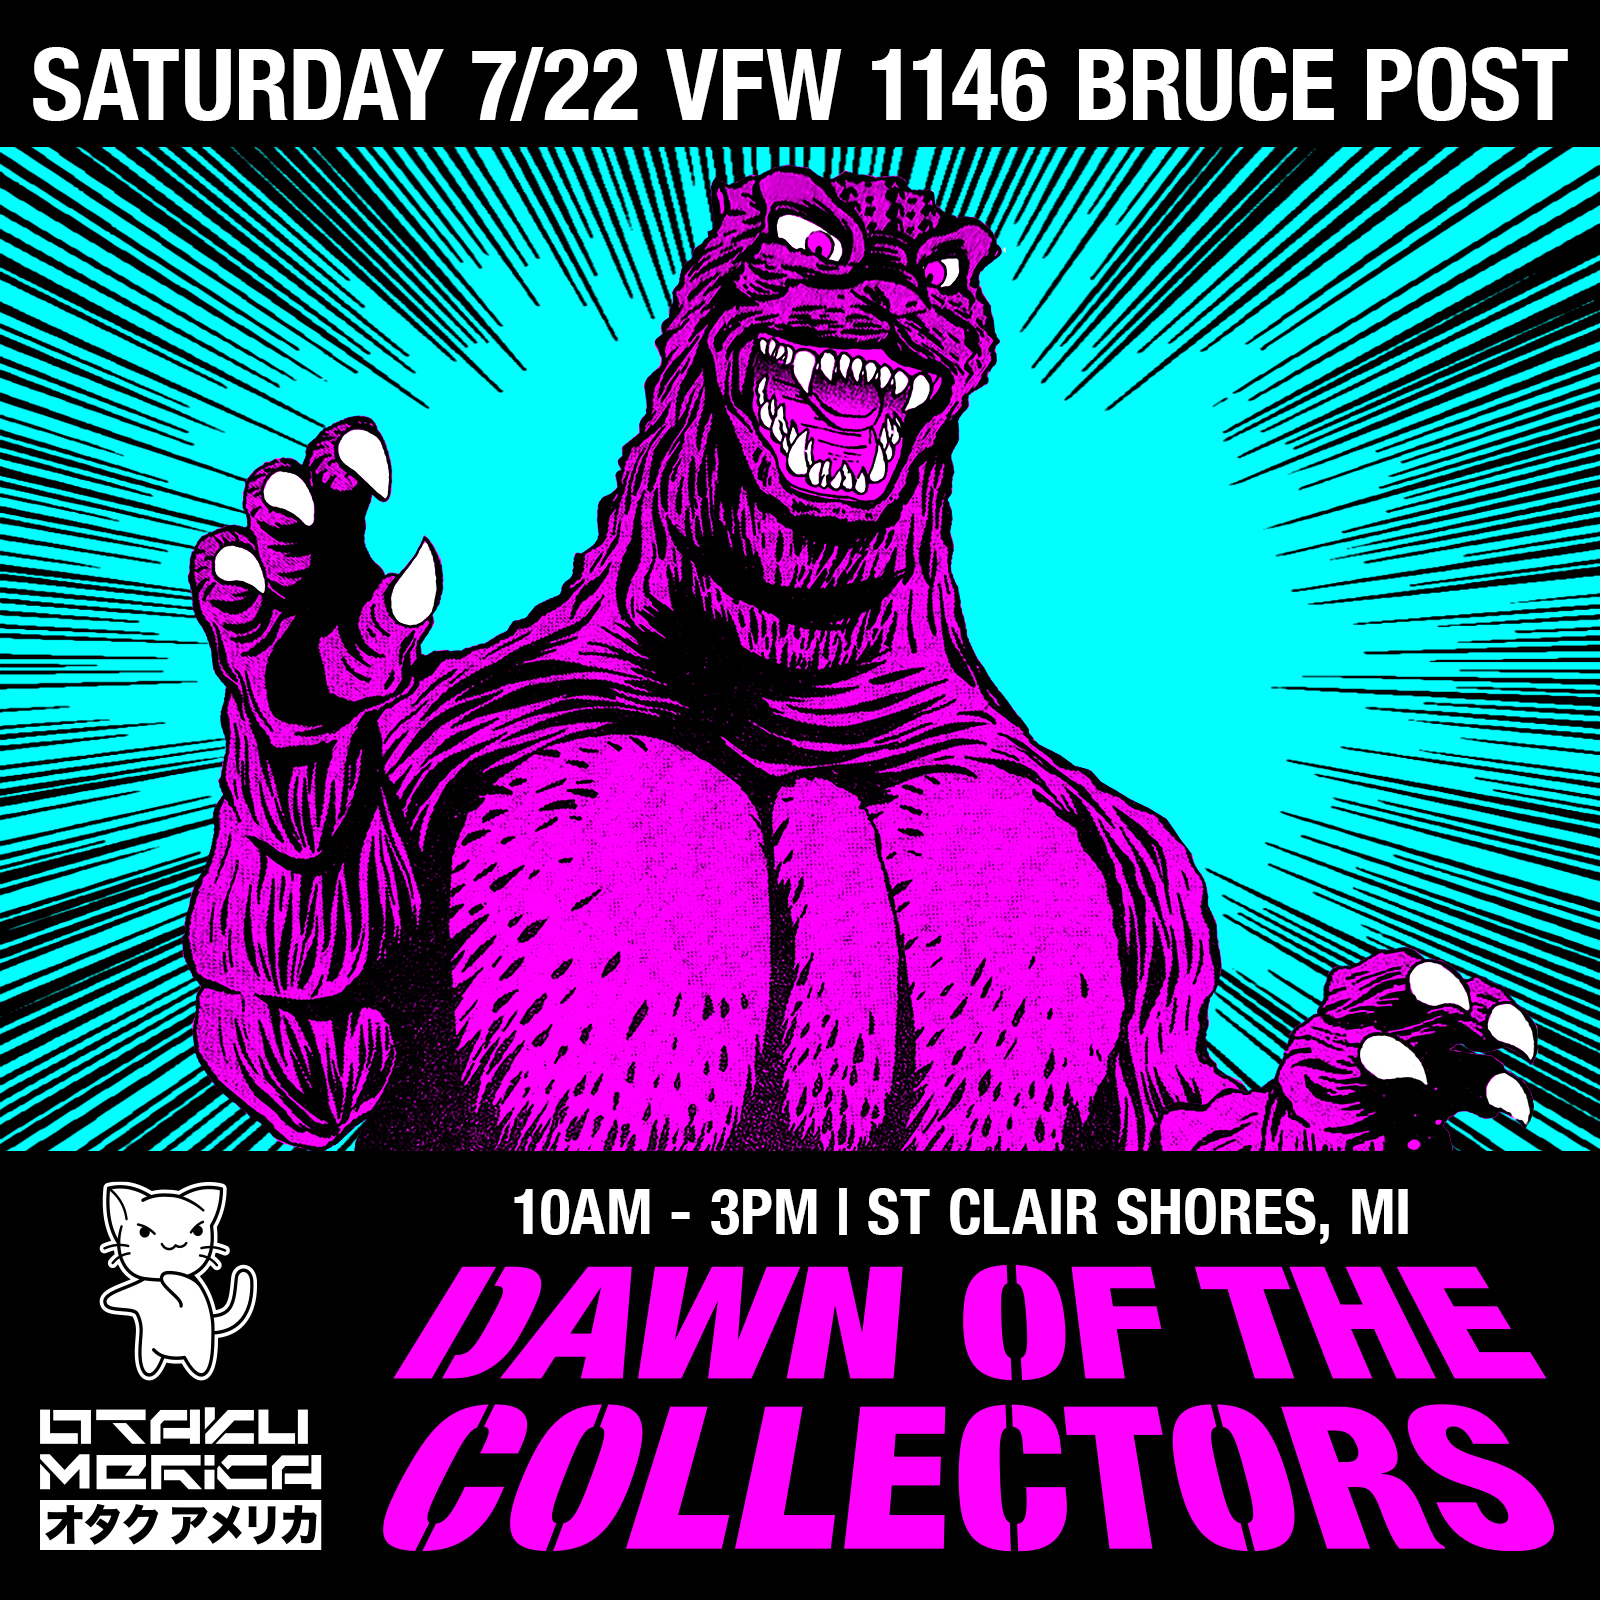 SATURDAY 7/22 VFW 1146 BRUCE POST
10AM - 3PM | ST CLAIR SHORES, MI
DAWN OF THE
COLLECTORS
OTAKU
MERICA
オタク アメリカ